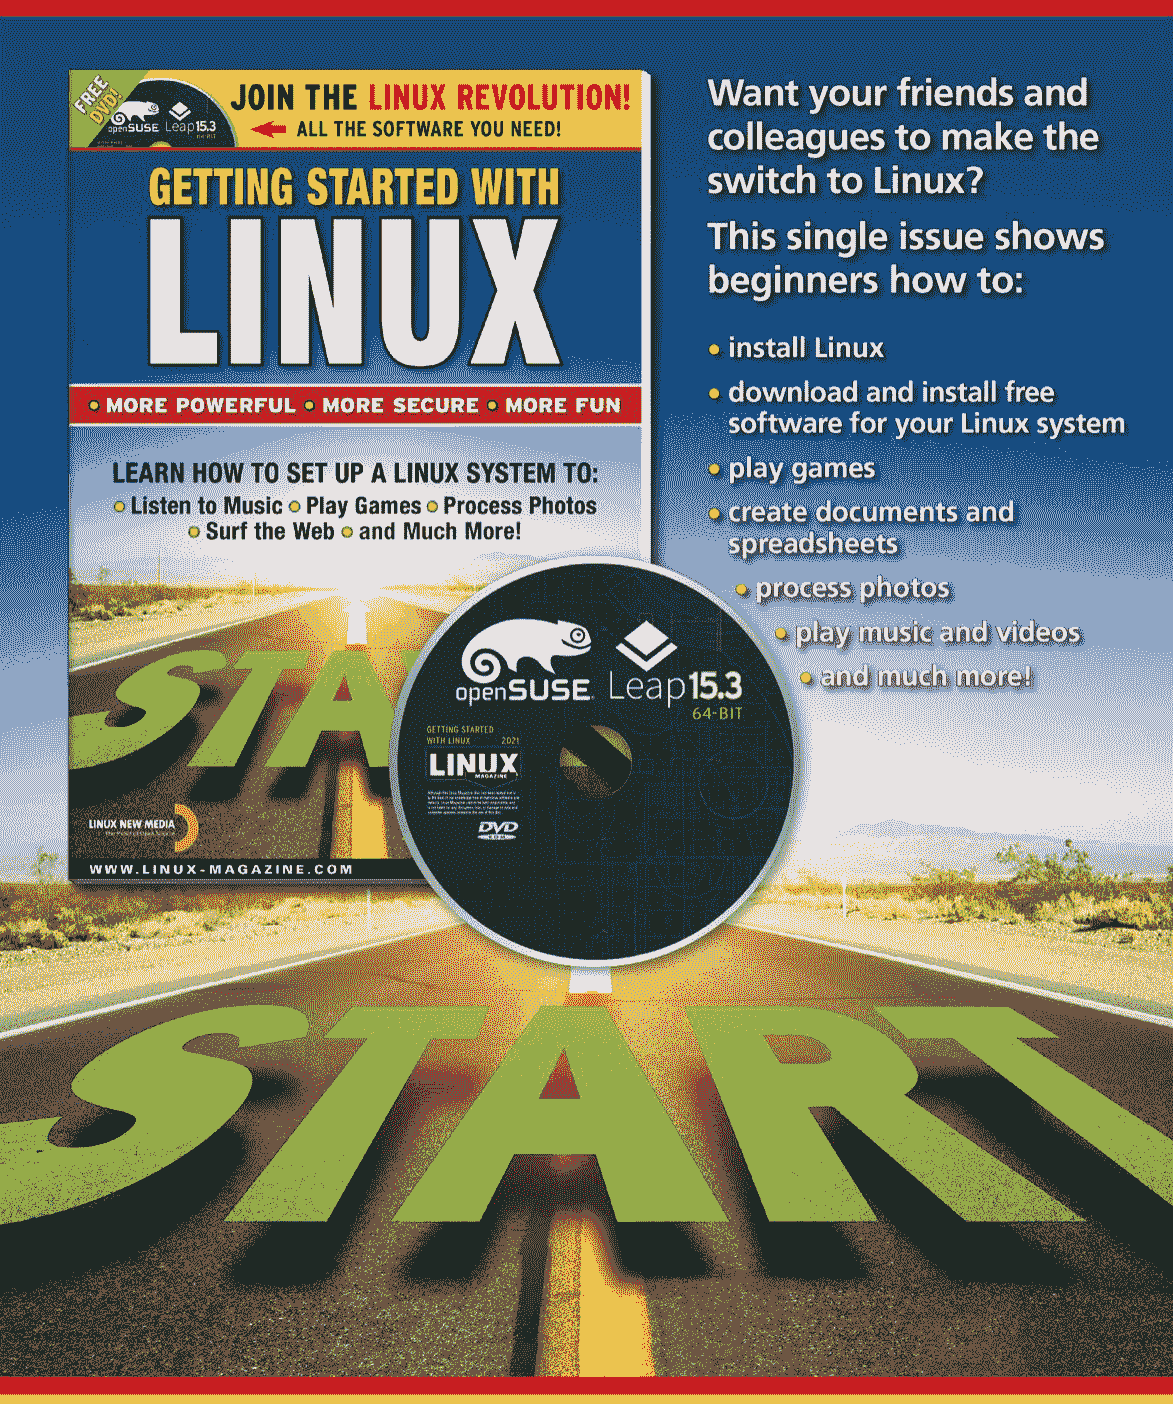 FREE
DVD!
openSUSE Leap 15.3
64-BIT
JOIN THE LINUX REVOLUTION!
ALL THE SOFTWARE YOU NEED!
GETTING STARTED WITH
LINUX
MORE POWERFUL MORE SECURE MORE FUN
LEARN HOW TO SET UP A LINUX SYSTEM TO:
Listen to Music Play Games Process Photos
Surf the Web and Much More!
STA
LINUX NEW MEDIA
WWW.LINUX-MAGAZINE.COM
Want your friends and
colleagues to make the
switch to Linux?
This single issue shows
beginners how to:
• install Linux
• download and install free
software for your Linux system
• play games
• create documents and
spreadsheets
• process photos
• play music and videos
• and much more!
openSUSE Leap 15.3
64-BIT
GETTING STARTED
WITH LINUX 2021
LINUX
MAGAZINE
DVD
ROM
START